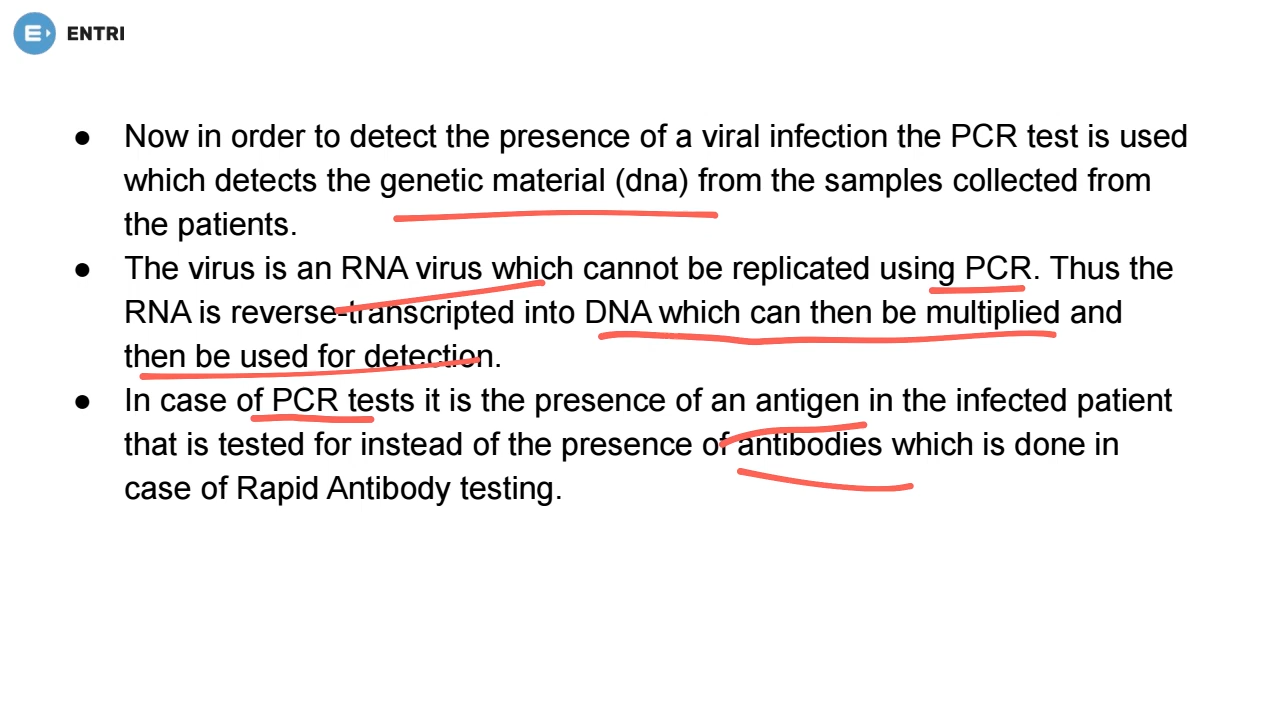 ENTRI
● Now in order to detect the presence of a viral infection the PCR test is used
which detects the genetic material (dna) from the samples collected from
the patients.
● The virus is an RNA virus which cannot be replicated using PCR. Thus the
RNA is reverse-transcripted into DNA which can then be multiplied and
then be used for detection.
● In case of PCR tests it is the presence of an antigen in the infected patient
that is tested for instead of the presence of antibodies which is done in
case of Rapid Antibody testing.